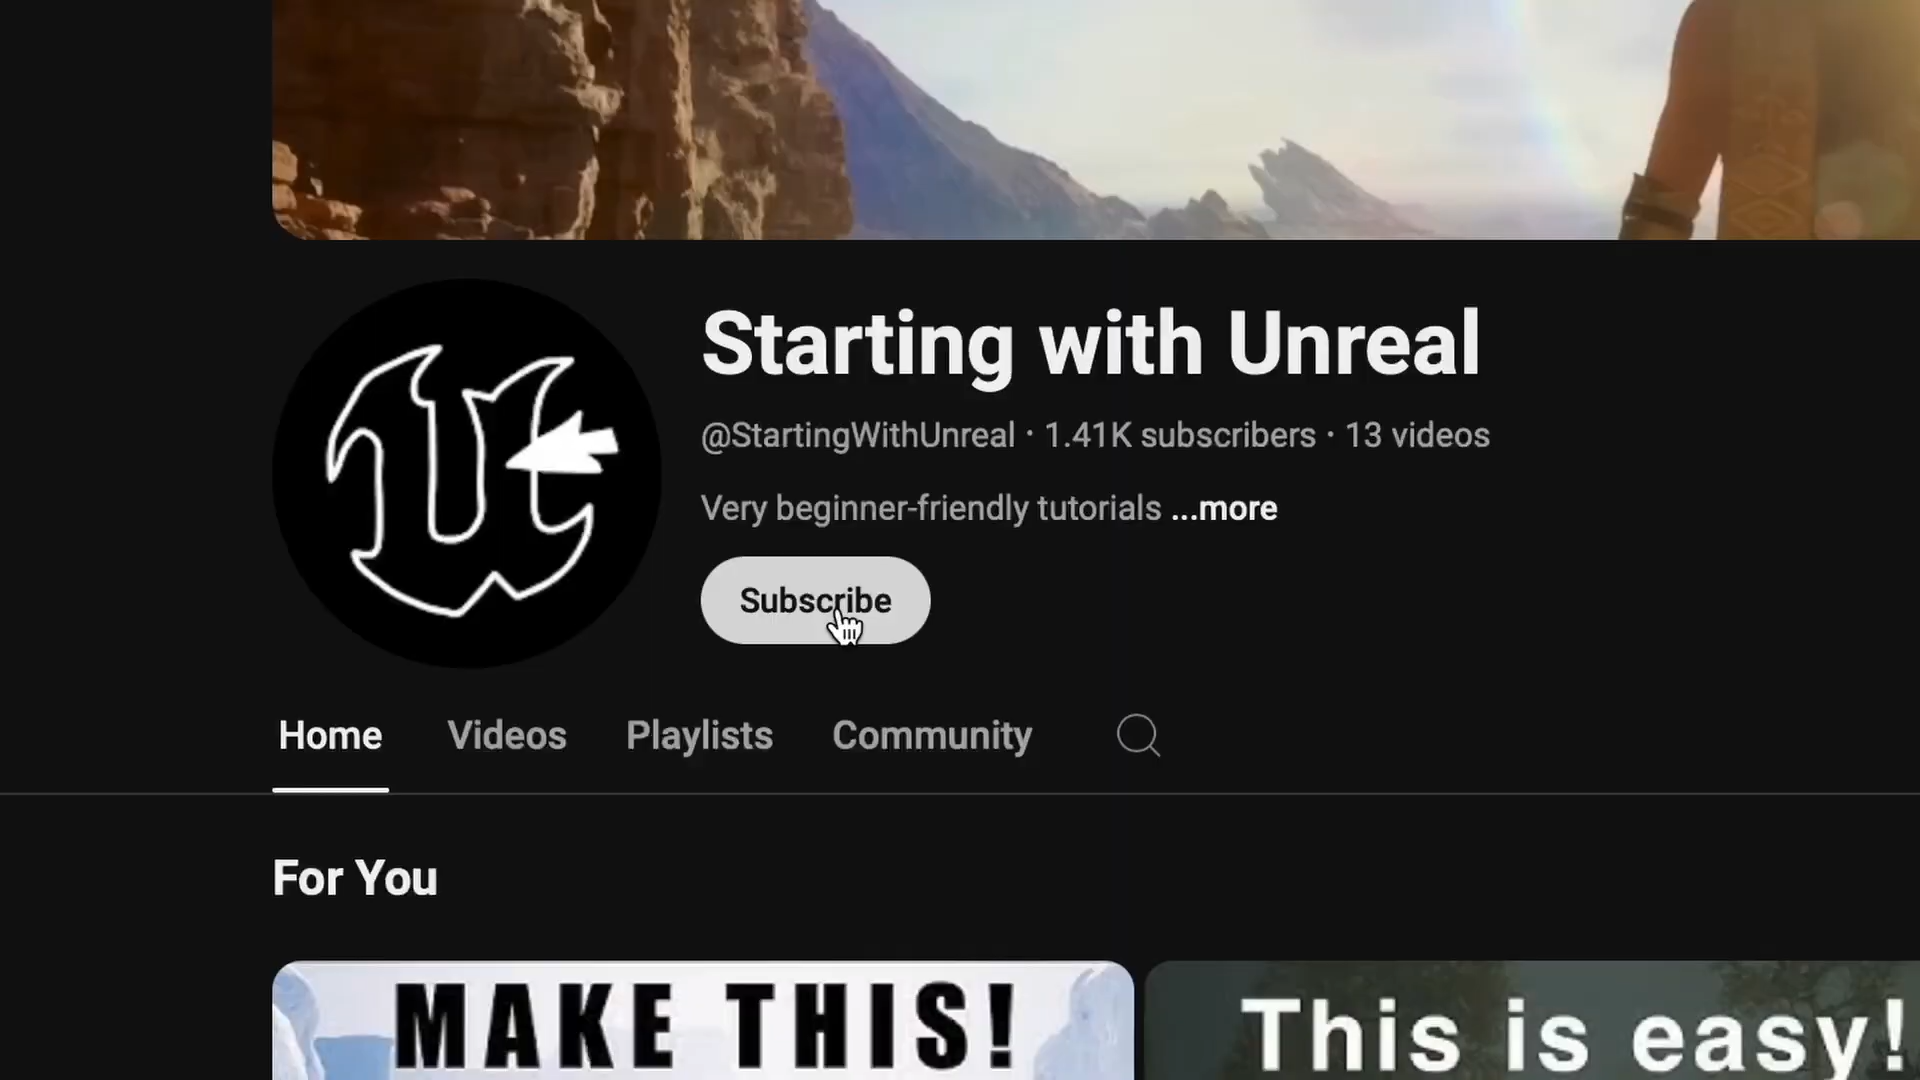 Starting with Unreal
@StartingWithUnreal · 1.41K subscribers · 13 videos
Very beginner-friendly tutorials ...more
Subscribe
Home Videos Playlists Community
For You
MAKE THIS!
This is easy!